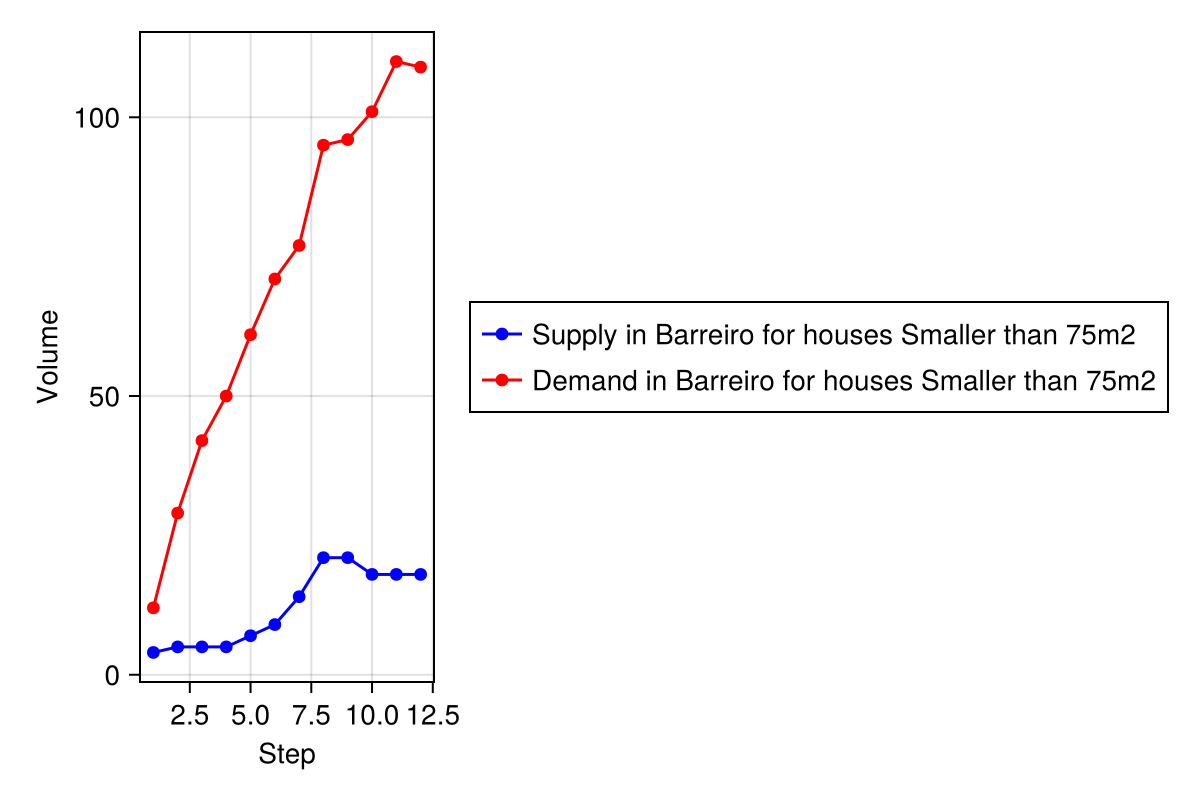 100
50
0
Volume
2.5 5.0 7.5 10.0 12.5
Step
Supply in Barreiro for houses Smaller than 75m2
Demand in Barreiro for houses Smaller than 75m2